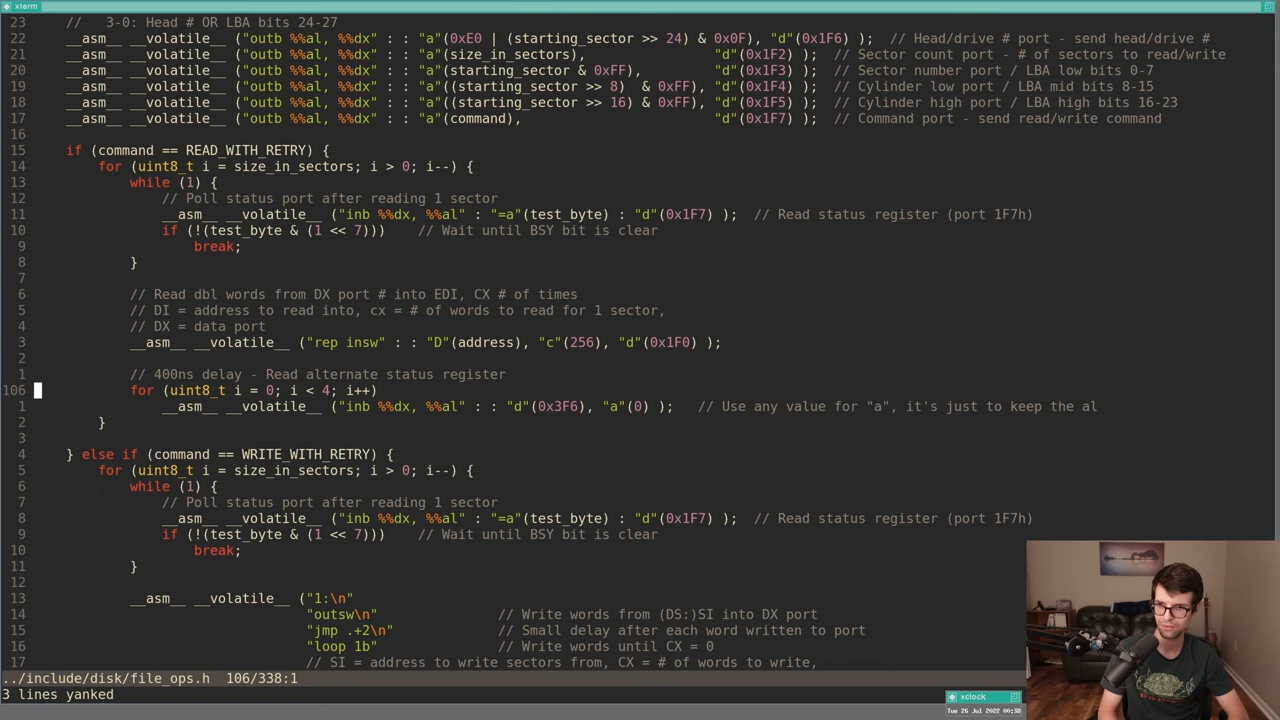 xterm
23 //   3-0: Head # OR LBA bits 24-27
22 __asm__ __volatile__ ("outb %%al, %%dx" : : "a"(0xE0 | (starting_sector >> 24) & 0x0F), "d"(0x1F6) );  // Head/drive # port - send head/drive #
21 __asm__ __volatile__ ("outb %%al, %%dx" : : "a"(size_in_sectors),                "d"(0x1F2) );  // Sector count port - # of sectors to read/write
20 __asm__ __volatile__ ("outb %%al, %%dx" : : "a"(starting_sector & 0xFF),         "d"(0x1F3) );  // Sector number port / LBA low bits 0-7
19 __asm__ __volatile__ ("outb %%al, %%dx" : : "a"((starting_sector >> 8)  & 0xFF), "d"(0x1F4) );  // Cylinder low port / LBA mid bits 8-15
18 __asm__ __volatile__ ("outb %%al, %%dx" : : "a"((starting_sector >> 16) & 0xFF), "d"(0x1F5) );  // Cylinder high port / LBA high bits 16-23
17 __asm__ __volatile__ ("outb %%al, %%dx" : : "a"(command),                        "d"(0x1F7) );  // Command port - send read/write command
16
15 if (command == READ_WITH_RETRY) {
14 for (uint8_t i = size_in_sectors; i > 0; i--) {
13 while (1) {
12 // Poll status port after reading 1 sector
11 __asm__ __volatile__ ("inb %%dx, %%al" : "=a"(test_byte) : "d"(0x1F7) );  // Read status register (port 1F7h)
10 if (!(test_byte & (1 << 7)))    // Wait until BSY bit is clear
9 break;
8 }
7
6 // Read dbl words from DX port # into EDI, CX # of times
5 // DI = address to read into, cx = # of words to read for 1 sector,
4 // DX = data port
3 __asm__ __volatile__ ("rep insw" : : "D"(address), "c"(256), "d"(0x1F0) );
2
1 // 400ns delay - Read alternate status register
106 for (uint8_t i = 0; i < 4; i++)
1 __asm__ __volatile__ ("inb %%dx, %%al" : : "d"(0x3F6), "a"(0) );   // Use any value for "a", it's just to keep the al
2 }
3
4 } else if (command == WRITE_WITH_RETRY) {
5 for (uint8_t i = size_in_sectors; i > 0; i--) {
6 while (1) {
7 // Poll status port after reading 1 sector
8 __asm__ __volatile__ ("inb %%dx, %%al" : "=a"(test_byte) : "d"(0x1F7) );  // Read status register (port 1F7h)
9 if (!(test_byte & (1 << 7)))    // Wait until BSY bit is clear
10 break;
11 }
12
13 __asm__ __volatile__ ("1:\n"
14 "outsw\n"               // Write words from (DS:)SI into DX port
15 "jmp .+2\n"             // Small delay after each word written to port
16 "loop 1b"               // Write words until CX = 0
17 // SI = address to write sectors from, CX = # of words to write,
../include/disk/file_ops.h  106/338:1
3 lines yanked
xclock
Tue 26 Jul 2022 00:38